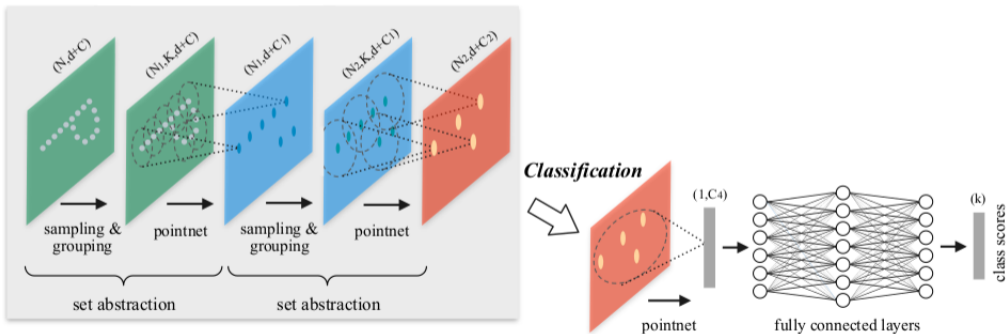 (N,d+C)
(N1,K,d+C)
(N1,d+C1)
(N2,K,d+C1)
(N2,d+C2)
sampling &
grouping
pointnet
sampling &
grouping
pointnet
set abstraction
set abstraction
Classification
(1,C4)
(k)
class scores
pointnet
fully connected layers